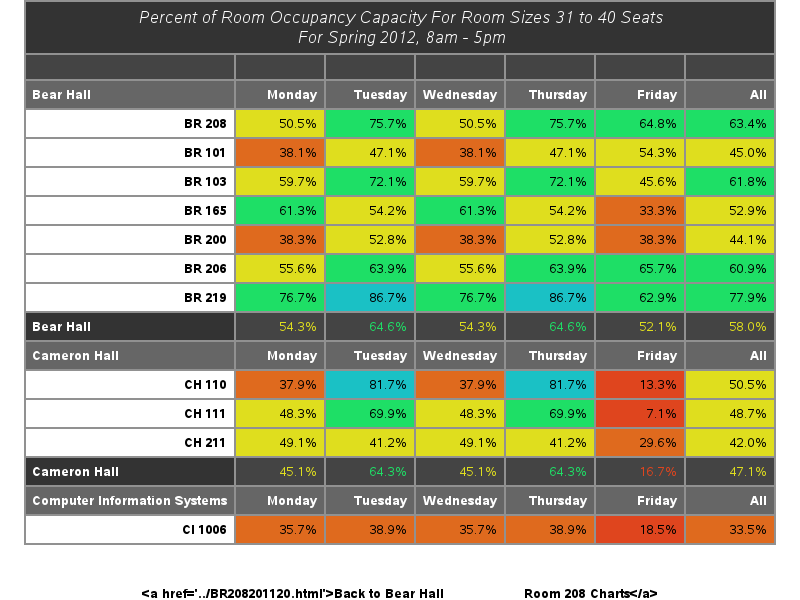 Percent of Room Occupancy Capacity For Room Sizes 31 to 40 Seats
For Spring 2012, 8am - 5pm
Bear Hall Monday Tuesday Wednesday Thursday Friday All
BR 208 50.5% 75.7% 50.5% 75.7% 64.8% 63.4%
BR 101 38.1% 47.1% 38.1% 47.1% 54.3% 45.0%
BR 103 59.7% 72.1% 59.7% 72.1% 45.6% 61.8%
BR 165 61.3% 54.2% 61.3% 54.2% 33.3% 52.9%
BR 200 38.3% 52.8% 38.3% 52.8% 38.3% 44.1%
BR 206 55.6% 63.9% 55.6% 63.9% 65.7% 60.9%
BR 219 76.7% 86.7% 76.7% 86.7% 62.9% 77.9%
Bear Hall 54.3% 64.6% 54.3% 64.6% 52.1% 58.0%
Cameron Hall Monday Tuesday Wednesday Thursday Friday All
CH 110 37.9% 81.7% 37.9% 81.7% 13.3% 50.5%
CH 111 48.3% 69.9% 48.3% 69.9% 7.1% 48.7%
CH 211 49.1% 41.2% 49.1% 41.2% 29.6% 42.0%
Cameron Hall 45.1% 64.3% 45.1% 64.3% 16.7% 47.1%
Computer Information Systems Monday Tuesday Wednesday Thursday Friday All
CI 1006 35.7% 38.9% 35.7% 38.9% 18.5% 33.5%
<a href='../BR208201120.html'>Back to Bear Hall Room 208 Charts</a>